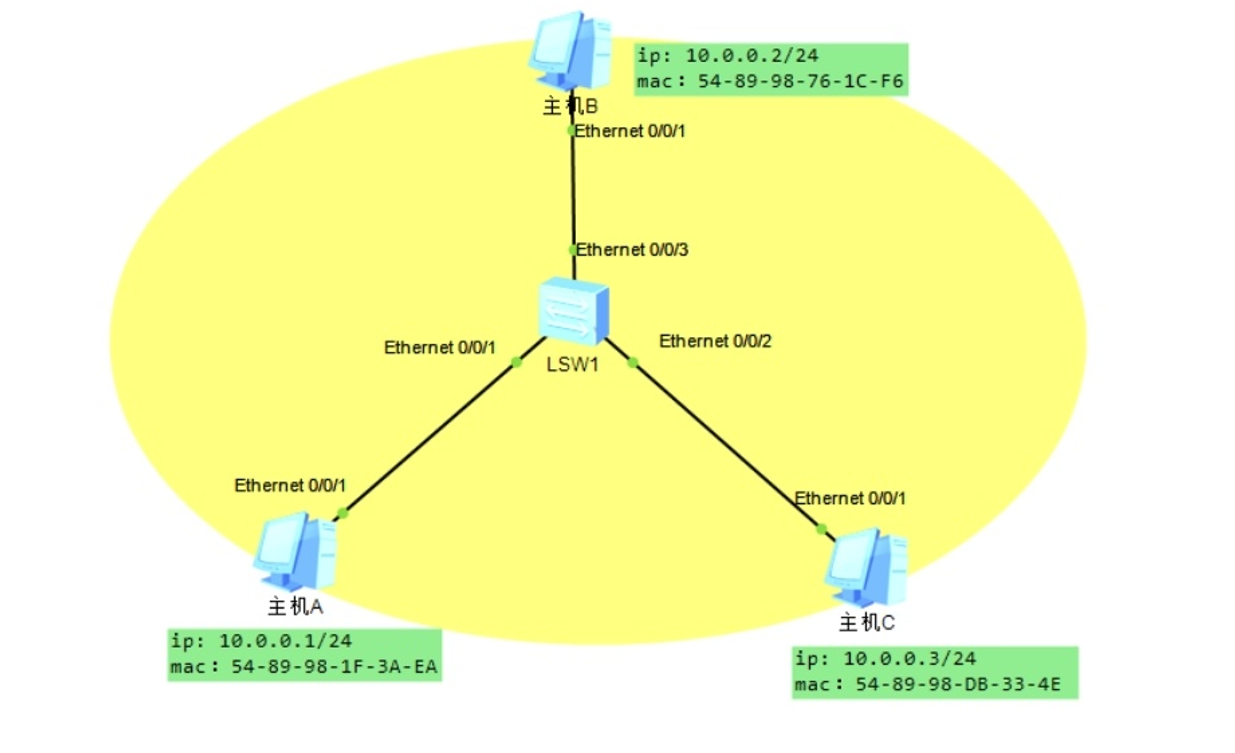 ip: 10.0.0.2/24
mac：54-89-98-76-1C-F6
主机B
Ethernet 0/0/1
Ethernet 0/0/3
Ethernet 0/0/1
Ethernet 0/0/2
LSW1
Ethernet 0/0/1
Ethernet 0/0/1
主机A
ip: 10.0.0.1/24
mac：54-89-98-1F-3A-EA
主机C
ip: 10.0.0.3/24
mac：54-89-98-DB-33-4E